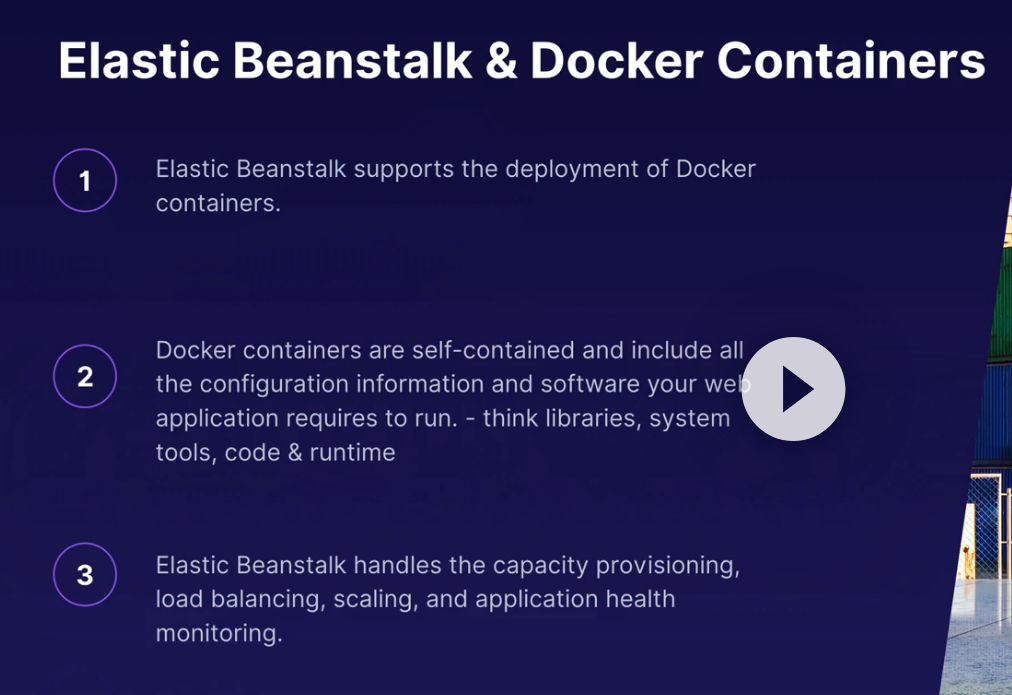 Elastic Beanstalk & Docker Containers
1
Elastic Beanstalk supports the deployment of Docker
containers.
2
Docker containers are self-contained and include all
the configuration information and software your web
application requires to run. - think libraries, system
tools, code & runtime
3
Elastic Beanstalk handles the capacity provisioning,
load balancing, scaling, and application health
monitoring.